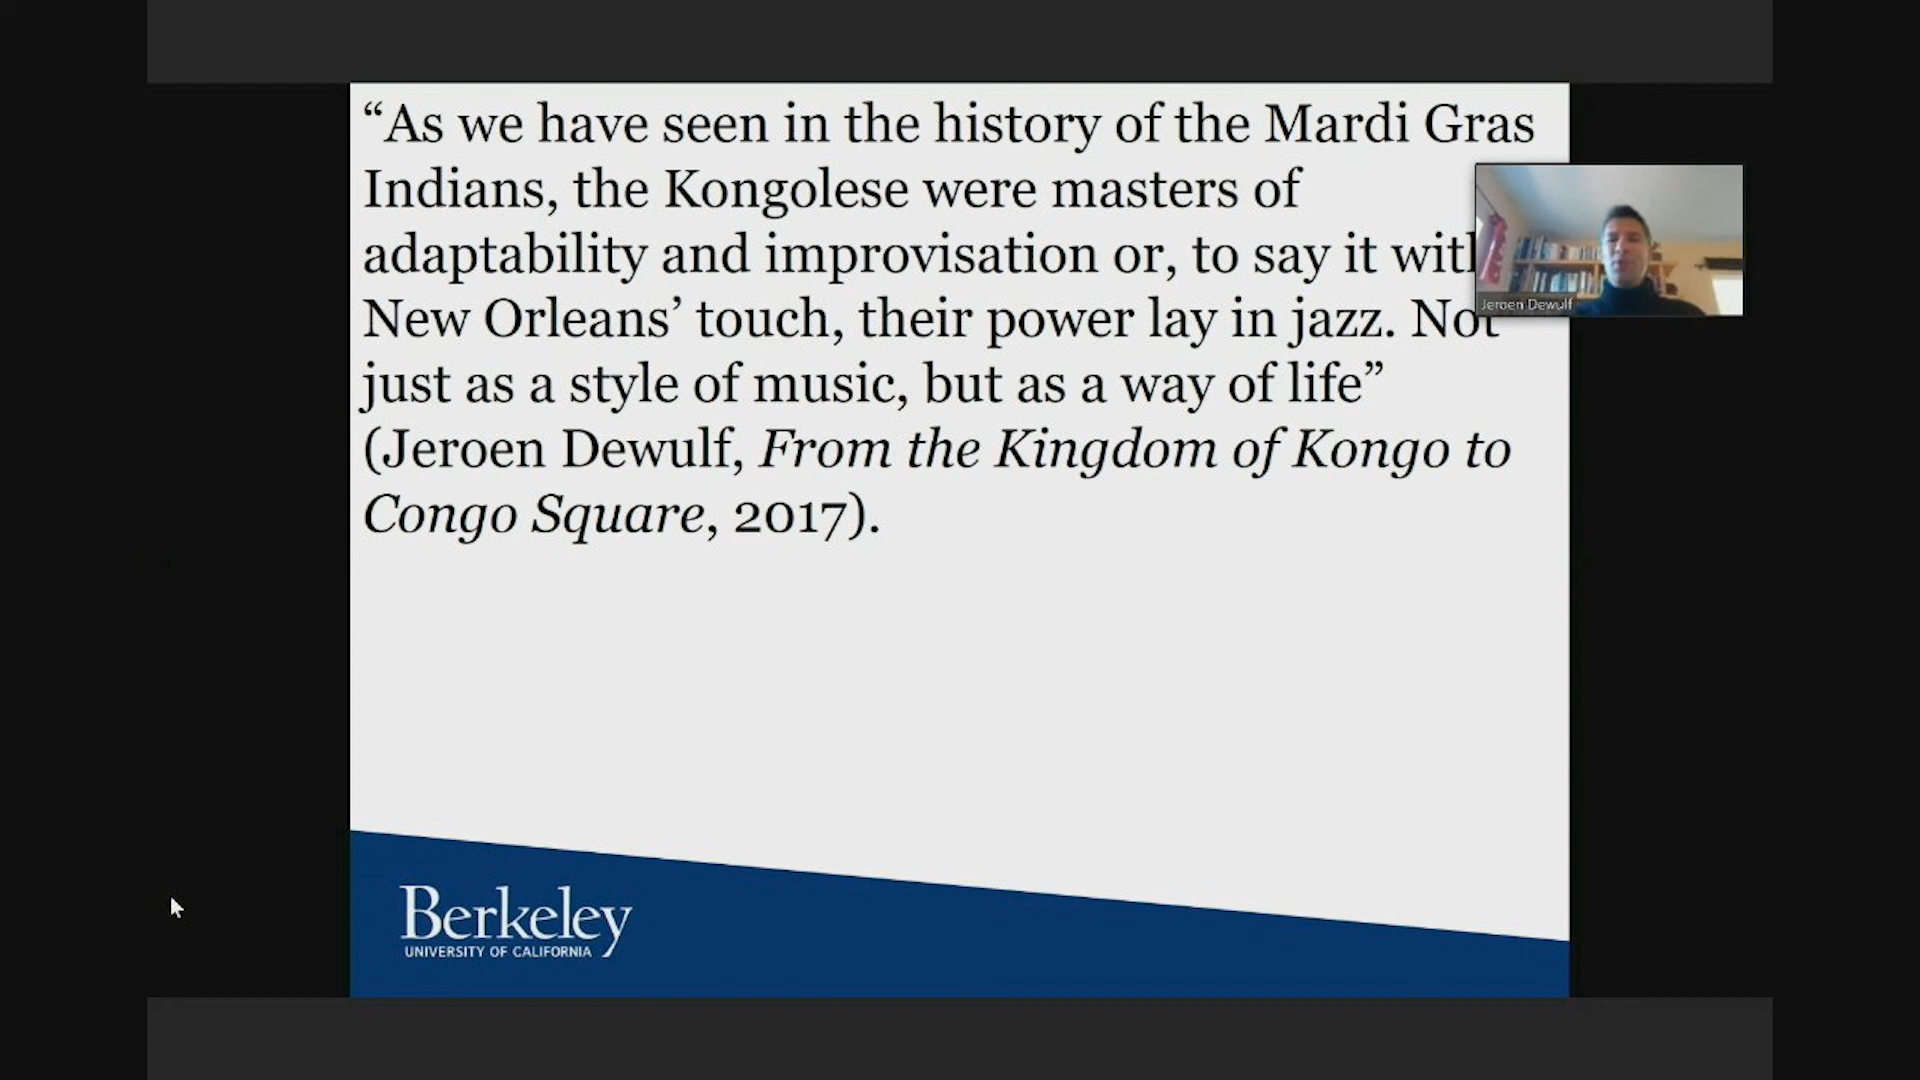 “As we have seen in the history of the Mardi Gras
Indians, the Kongolese were masters of
adaptability and improvisation or, to say it
New Orleans’ touch, their power lay in jazz. Not
just as a style of music, but as a way of life”
(Jeroen Dewulf, From the Kingdom of Kongo to
Congo Square, 2017).
Jeroen Dewulf
Berkeley
UNIVERSITY OF CALIFORNIA